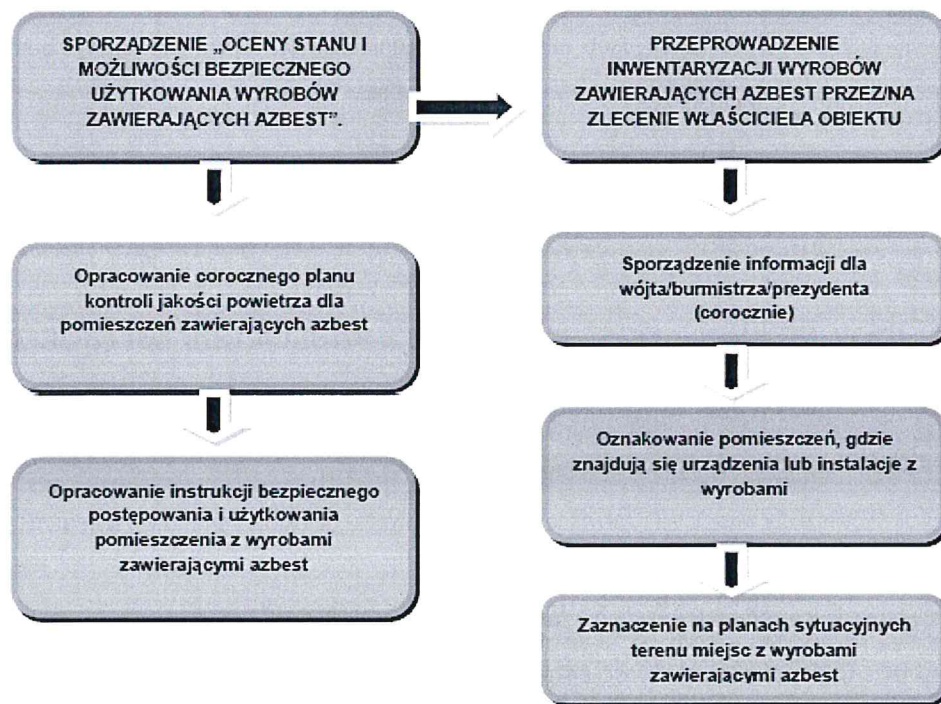 SPORZĄDZENIE „OCENY STANU I
MOŻLIWOŚCI BEZPIECZNEGO
UŻYTKOWANIA WYROBÓW
ZAWIERAJĄCYCH AZBEST”.
PRZEPROWADZENIE
INWENTARYZACJI WYROBÓW
ZAWIERAJĄCYCH AZBEST PRZEZ/NA
ZLECENIE WŁAŚCICIELA OBIEKTU
Opracowanie corocznego planu
kontroli jakości powietrza dla
pomieszczeń zawierających azbest
Sporządzenie informacji dla
wójta/burmistrza/prezydenta
(corocznie)
Opracowanie instrukcji bezpiecznego
postępowania i użytkowania
pomieszczenia z wyrobami
zawierającymi azbest
Oznakowanie pomieszczeń, gdzie
znajdują się urządzenia lub instalacje z
wyrobami
Zaznaczenie na planach sytuacyjnych
terenu miejsc z wyrobami
zawierającymi azbest